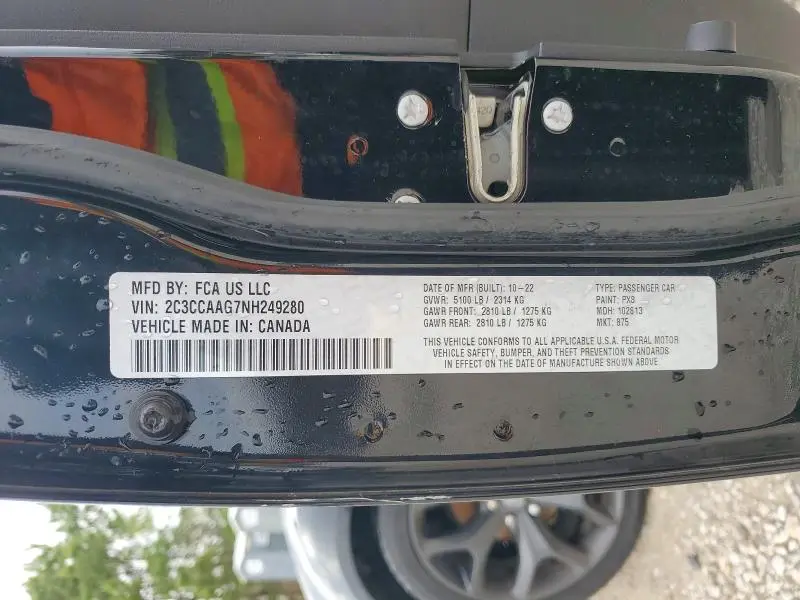 MFD BY: FCA US LLC
VIN: 2C3CCAAG7NH249280
VEHICLE MADE IN: CANADA
DATE OF MFR (BUILT): 10-22
GVWR: 5100 LB / 2314 KG
GAWR FRONT: 2810 LB / 1275 KG
GAWR REAR: 2810 LB / 1275 KG
TYPE: PASSENGER CAR
PAINT: PX8
MDH: 102613
MKT: 875
THIS VEHICLE CONFORMS TO ALL APPLICABLE U.S.A. FEDERAL MOTOR
VEHICLE SAFETY, BUMPER, AND THEFT PREVENTION STANDARDS
IN EFFECT ON THE DATE OF MANUFACTURE SHOWN ABOVE.